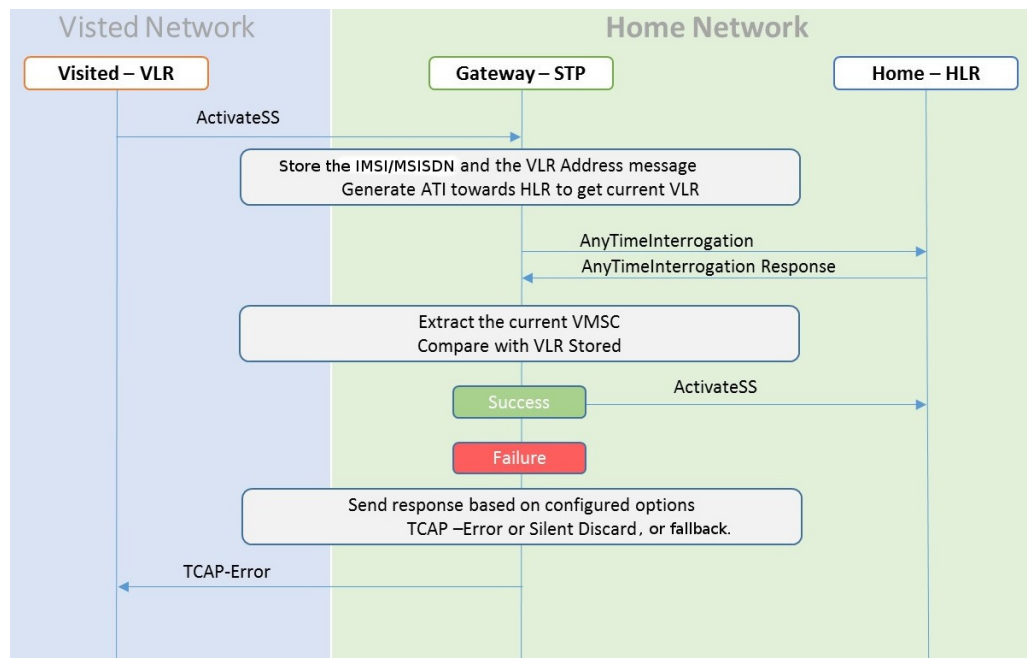 Visted Network
Home Network
Visited – VLR
Gateway – STP
Home – HLR
ActivateSS
Store the IMSI/MSISDN and the VLR Address message
Generate ATI towards HLR to get current VLR
AnyTimeInterrogation
AnyTimeInterrogation Response
Extract the current VMSC
Compare with VLR Stored
Success
ActivateSS
Failure
Send response based on configured options
TCAP –Error or Silent Discard, or fallback.
TCAP-Error